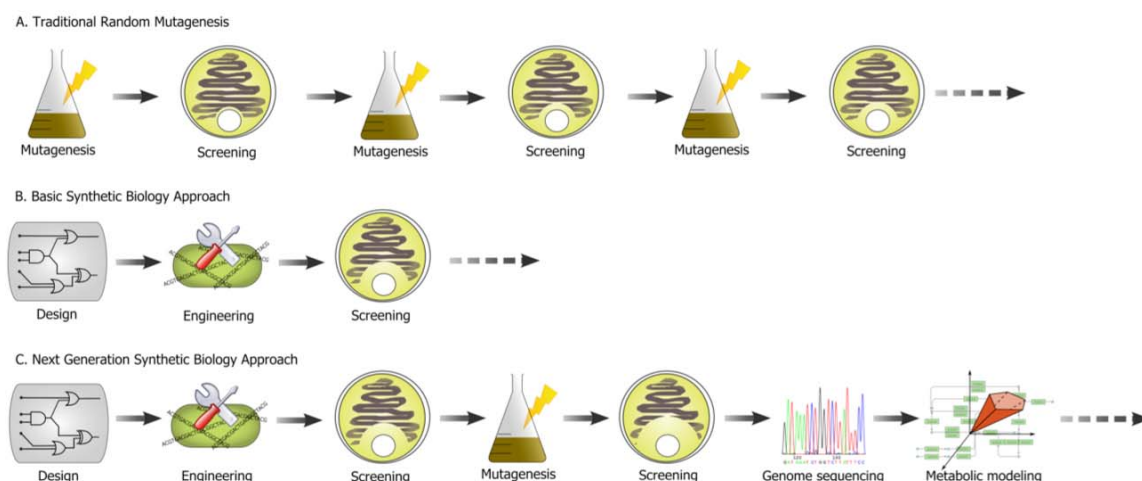 A. Traditional Random Mutagenesis
Mutagenesis
Screening
Mutagenesis
Screening
Mutagenesis
Screening
B. Basic Synthetic Biology Approach
Design
Engineering
Screening
C. Next Generation Synthetic Biology Approach
Design
Engineering
Screening
Mutagenesis
Screening
Genome sequencing
Metabolic modeling